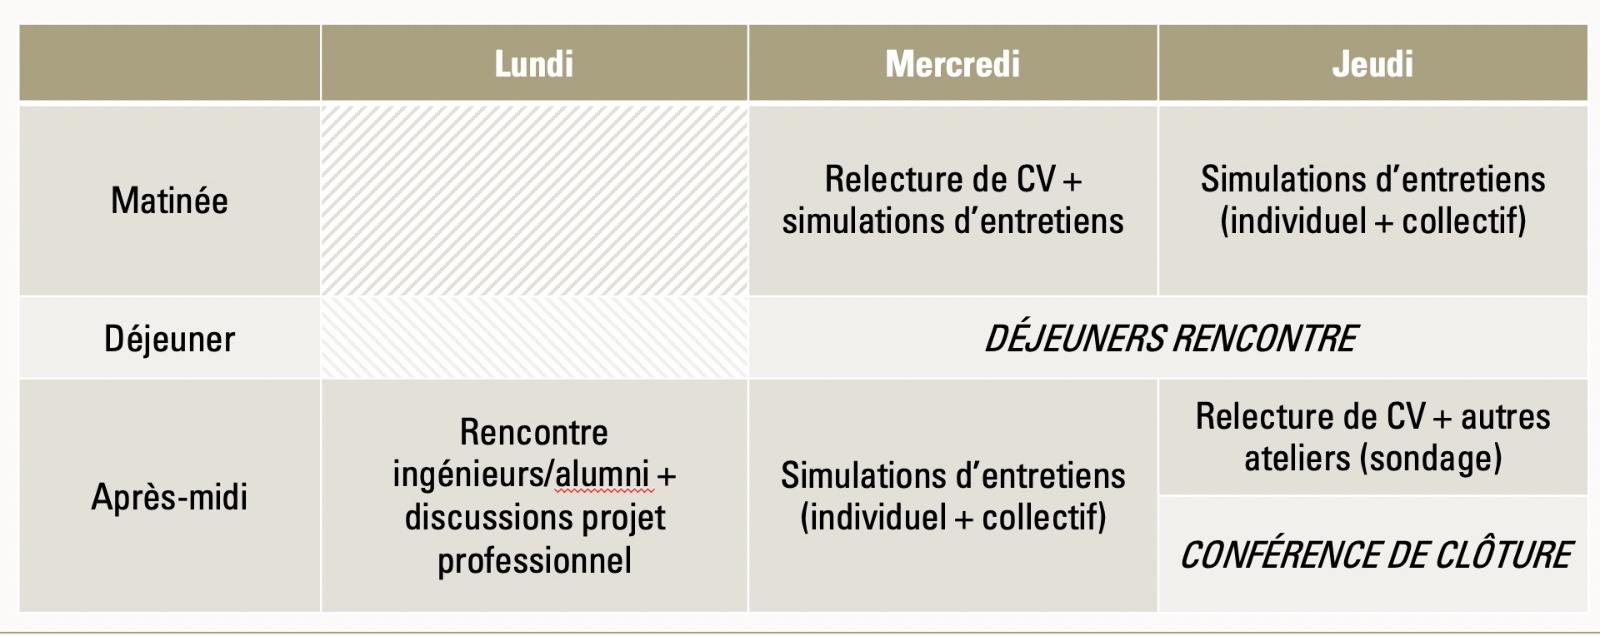 Lundi
Mercredi
Jeudi
Matinée
Relecture de CV +
simulations d’entretiens
Simulations d’entretiens
(individuel + collectif)
Déjeuner
DÉJEUNERS RENCONTRE
Après-midi
Rencontre
ingénieurs/alumni +
discussions projet
professionnel
Simulations d’entretiens
(individuel + collectif)
Relecture de CV + autres
ateliers (sondage)
CONFÉRENCE DE CLÔTURE